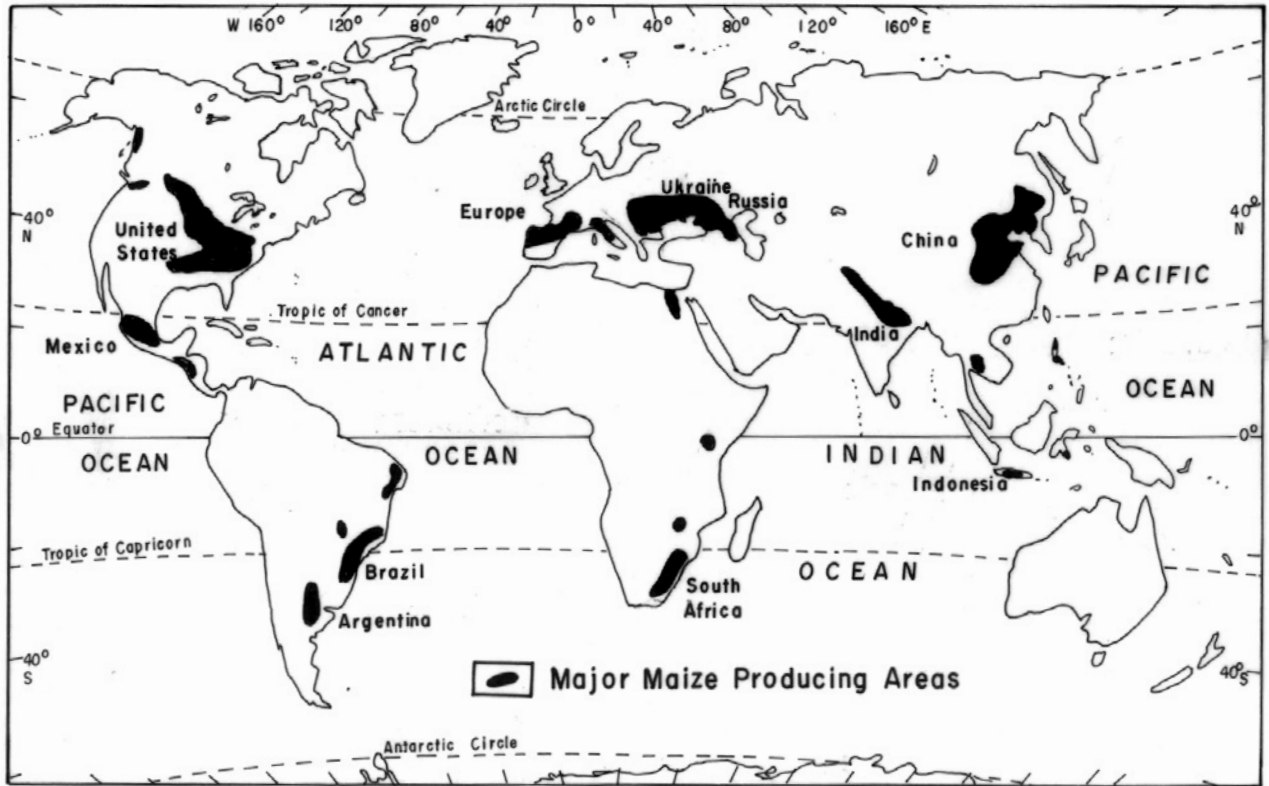 W 160° 120° 80° 40° 0° 40° 80° 120° 160° E
Arctic Circle
Ukraine
Russia
Europe
40°
N
40°
N
United
States
China
PACIFIC
Tropic of Cancer
Mexico
ATLANTIC
India
PACIFIC
OCEAN
0° Equator
0°
OCEAN
OCEAN
INDIAN
Indonesia
Tropic of Capricorn
Brazil
OCEAN
South
Africa
Argentina
40°
S
40°
S
Major Maize Producing Areas
Antarctic Circle